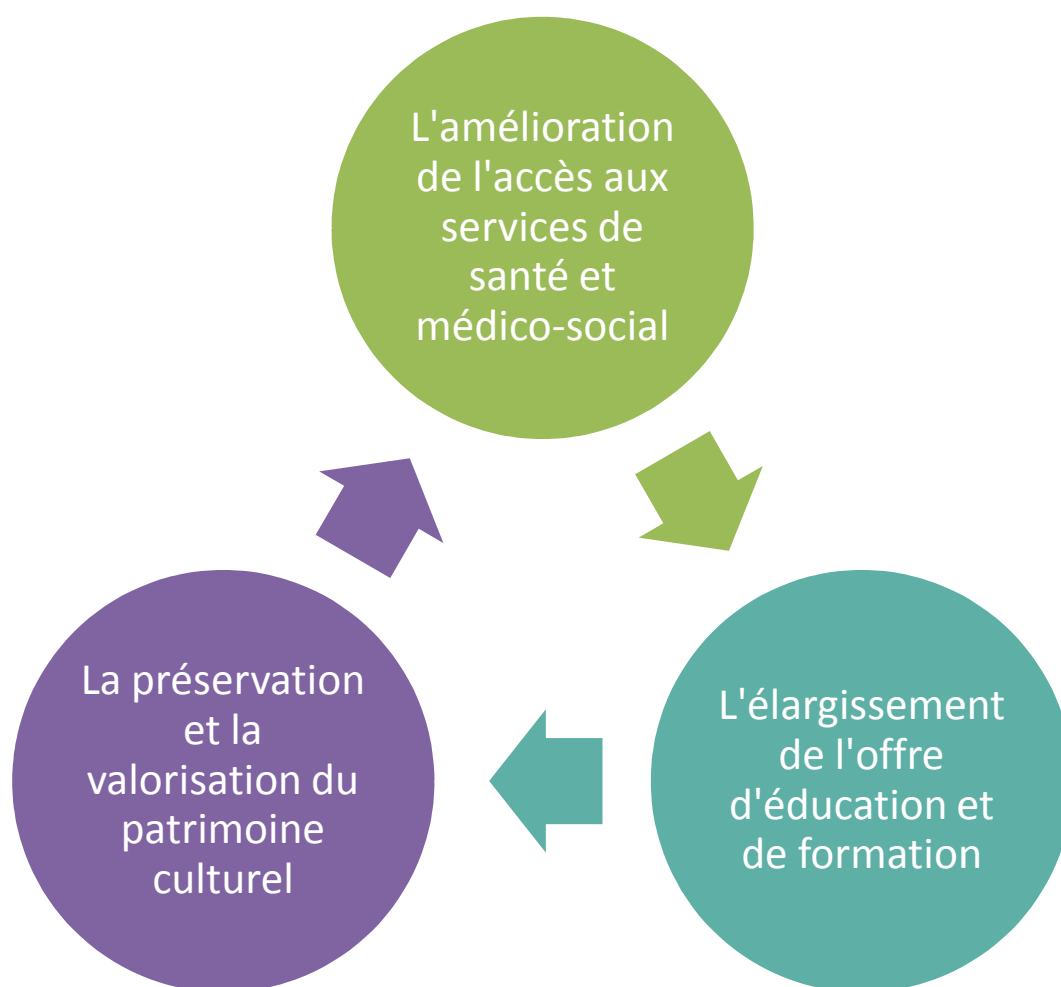 L'amélioration
de l'accès aux
services de
santé et
médico-social
La préservation
et la
valorisation du
patrimoine
culturel
L'élargissement
de l'offre
d'éducation et
de formation